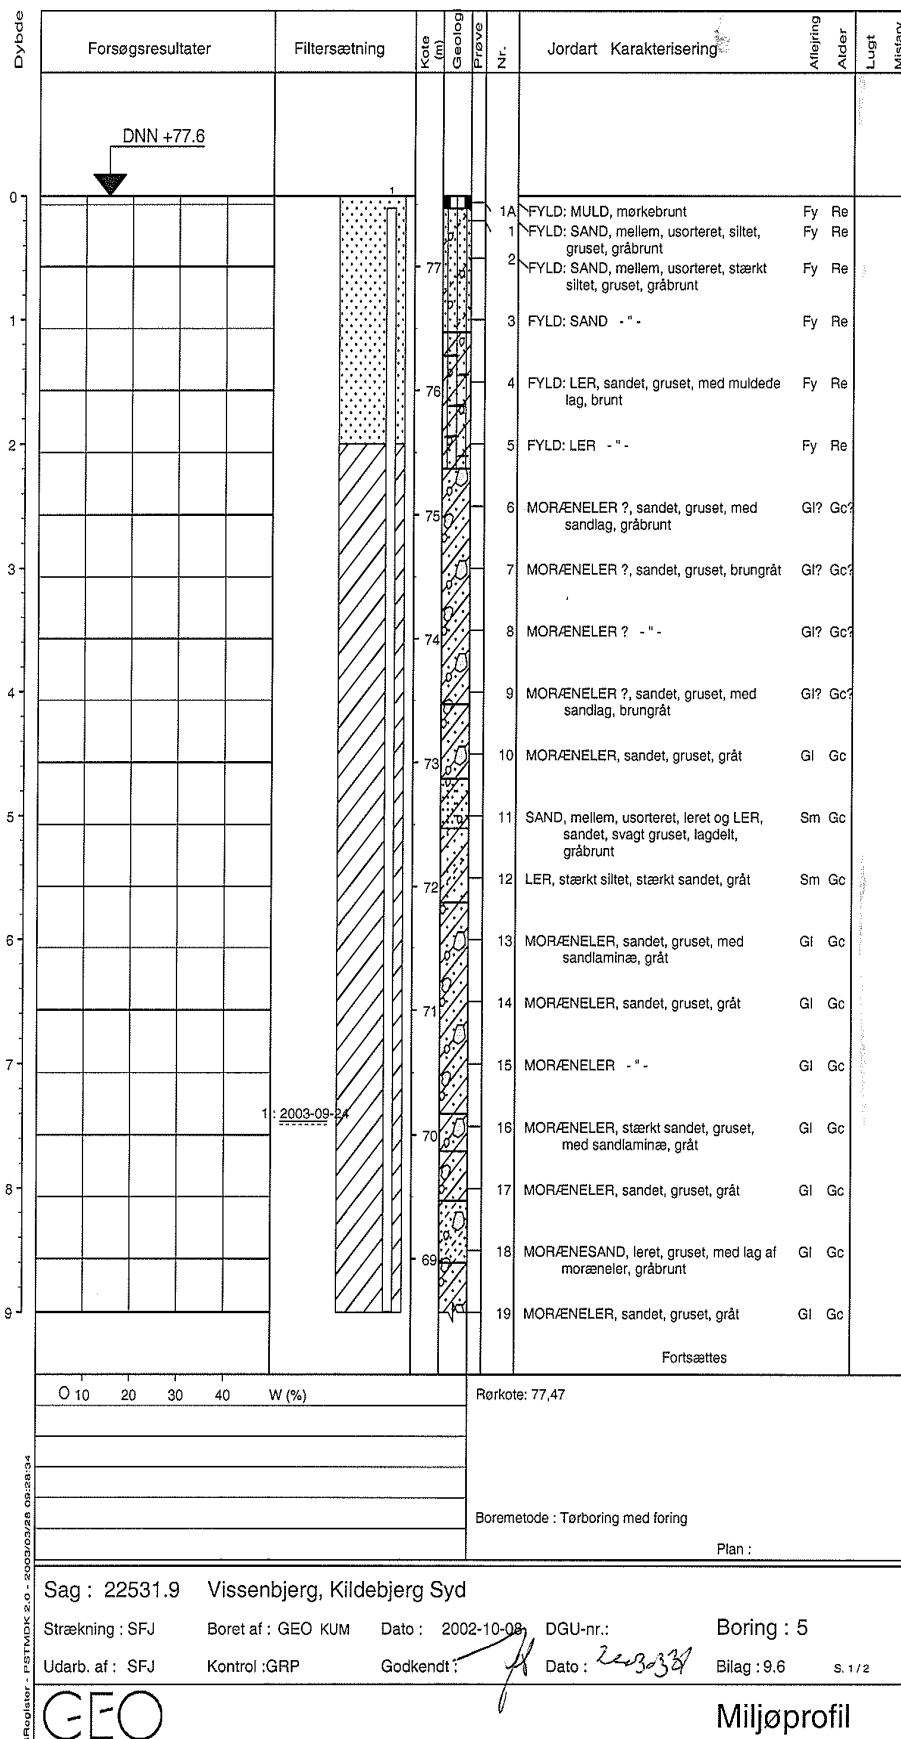 Dybde
Forsøgsresultater
Filtersætning
Kote (m)
Geologi
Prøve
Nr.
Jordart Karakterisering
Aflejring
Alder
Lugt
Misfarv
DNN +77.6
1
0
1A FYLD: MULD, mørkebrunt Fy Re
1 FYLD: SAND, mellem, usorteret, siltet, Fy Re
gruset, gråbrunt
77
2 FYLD: SAND, mellem, usorteret, stærkt Fy Re
siltet, gruset, gråbrunt
1
3 FYLD: SAND -"- Fy Re
76
4 FYLD: LER, sandet, gruset, med muldede Fy Re
lag, brunt
2
5 FYLD: LER -"- Fy Re
75
6 MORÆNELER ?, sandet, gruset, med Gl? Gc?
sandlag, gråbrunt
3
7 MORÆNELER ?, sandet, gruset, brungråt Gl? Gc?
74
8 MORÆNELER ? -"- Gl? Gc?
4
9 MORÆNELER ?, sandet, gruset, med Gl? Gc?
sandlag, brungråt
73
10 MORÆNELER, sandet, gruset, gråt Gl Gc
5
11 SAND, mellem, usorteret, leret og LER, Sm Gc
sandet, svagt gruset, lagdelt,
gråbrunt
72
12 LER, stærkt siltet, stærkt sandet, gråt Sm Gc
6
13 MORÆNELER, sandet, gruset, med Gl Gc
sandlaminæ, gråt
71
14 MORÆNELER, sandet, gruset, gråt Gl Gc
7
15 MORÆNELER -"- Gl Gc
1 : 2003-09-24
70
16 MORÆNELER, stærkt sandet, gruset, Gl Gc
med sandlaminæ, gråt
8
17 MORÆNELER, sandet, gruset, gråt Gl Gc
69
18 MORÆNESAND, leret, gruset, med lag af Gl Gc
moræneler, gråbrunt
9
19 MORÆNELER, sandet, gruset, gråt Gl Gc
Fortsættes
O 10 20 30 40 W (%)
Rørkote: 77,47
Boremetode : Tørboring med foring
Plan :
Register - PSTMDK 2.0 - 2003/03/28 09:28:34
Sag : 22531.9 Vissenbjerg, Kildebjerg Syd
Strækning : SFJ Boret af : GEO KUM Dato : 2002-10-08 DGU-nr.: Boring : 5
Udarb. af : SFJ Kontrol :GRP Godkendt : Dato : Bilag : 9.6 S. 1 / 2
GEO
Miljøprofil